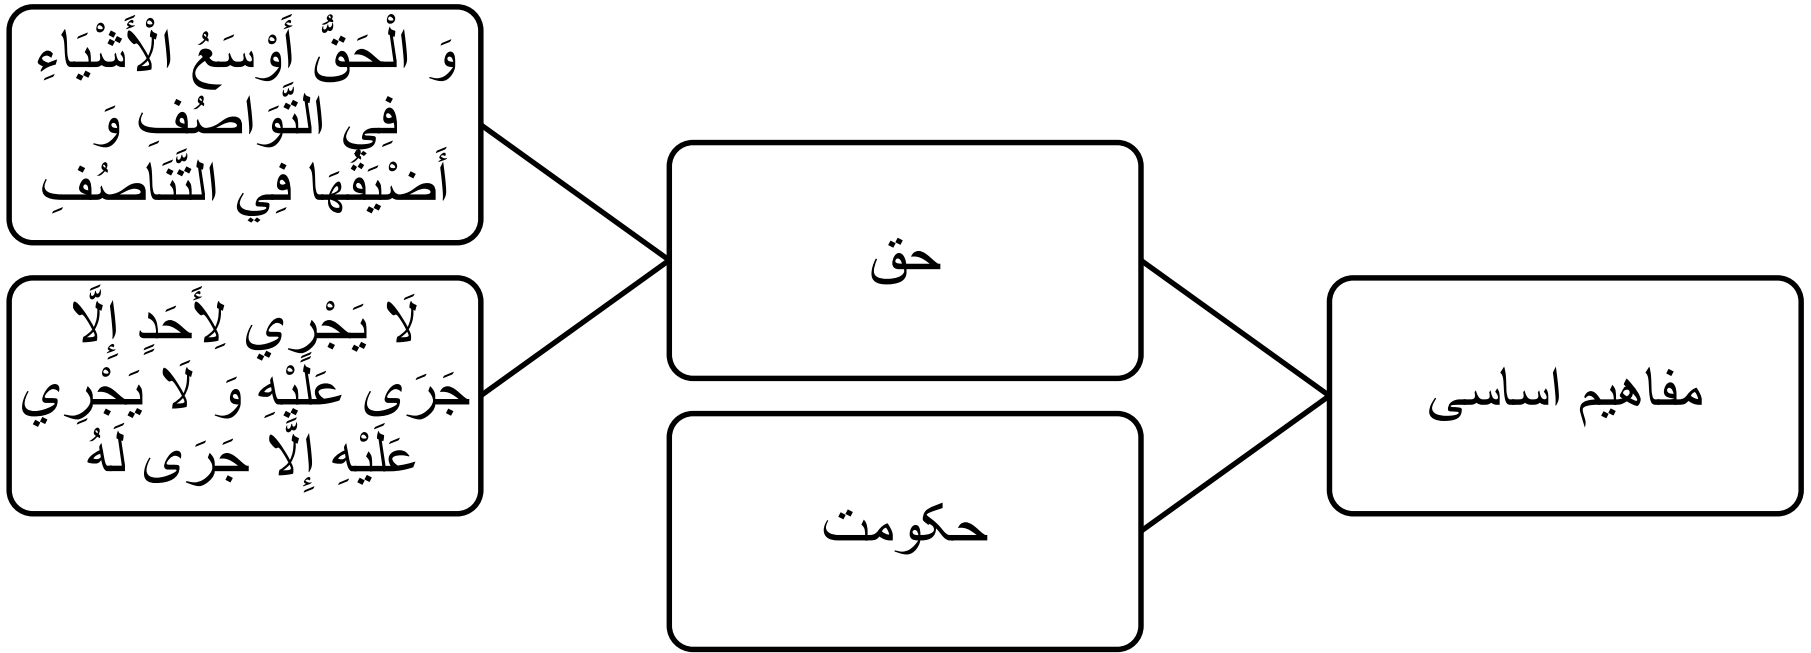 مفاهیم اساسی
حق
وَ الْحَقُّ أَوْسَعُ الْأَشْيَاءِ
فِي التَّوَاصُفِ وَ
أَضْيَقُهَا فِي التَّنَاصُفِ
لَا يَجْرِي لِأَحَدٍ إِلَّا
جَرَى عَلَيْهِ وَ لَا يَجْرِي
عَلَيْهِ إِلَّا جَرَى لَهُ
حکومت